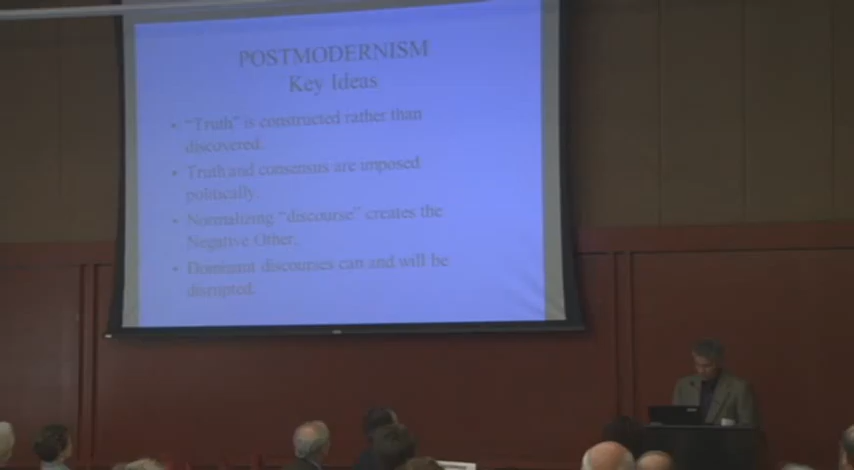 POSTMODERNISM
Key Ideas
• “Truth” is constructed rather than
discovered.
• Truth and consensus are imposed
politically.
• Normalizing “discourse” creates the
Negative Other.
• Dominant discourses can and will be
disrupted.